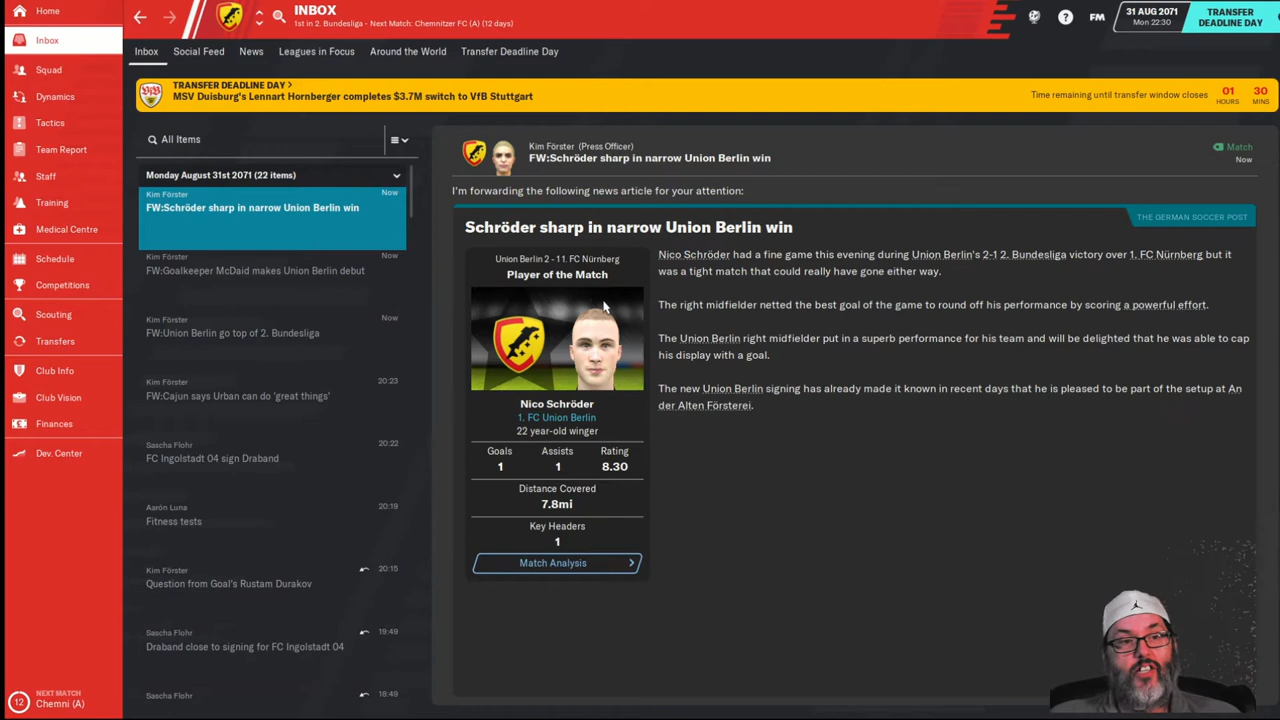 Home
Inbox
Squad
Dynamics
Tactics
Team Report
Staff
Training
Medical Centre
Schedule
Competitions
Scouting
Transfers
Club Info
Club Vision
Finances
Dev. Center
12
NEXT MATCH
Chemni (A)
INBOX
1st in 2. Bundesliga - Next Match: Chemnitzer FC (A) (12 days)
?
FM
31 AUG 2071
Mon 22:30
TRANSFER
DEADLINE DAY
Inbox Social Feed News Leagues in Focus Around the World Transfer Deadline Day
TRANSFER DEADLINE DAY >
MSV Duisburg's Lennart Hornberger completes $3.7M switch to VfB Stuttgart
Time remaining until transfer window closes
01
HOURS
30
MINS
All Items
Monday August 31st 2071 (22 items)
Kim Förster Now
FW:Schröder sharp in narrow Union Berlin win
Kim Förster Now
FW:Goalkeeper McDaid makes Union Berlin debut
Kim Förster Now
FW:Union Berlin go top of 2. Bundesliga
Kim Förster 20:23
FW:Cajun says Urban can do 'great things'
Sascha Flohr 20:22
FC Ingolstadt 04 sign Draband
Aarón Luna 20:19
Fitness tests
Kim Förster 20:15
Question from Goal's Rustam Durakov
Sascha Flohr 19:49
Draband close to signing for FC Ingolstadt 04
Sascha Flohr 18:49
Kim Förster (Press Officer)
FW:Schröder sharp in narrow Union Berlin win
Match
Now
I'm forwarding the following news article for your attention:
THE GERMAN SOCCER POST
Schröder sharp in narrow Union Berlin win
Union Berlin 2 - 11. FC Nürnberg
Player of the Match
Nico Schröder
1. FC Union Berlin
22 year-old winger
Goals Assists Rating
1 1 8.30
Distance Covered
7.8mi
Key Headers
1
Match Analysis
Nico Schröder had a fine game this evening during Union Berlin's 2-1 2. Bundesliga victory over 1. FC Nürnberg but it
was a tight match that could really have gone either way.
The right midfielder netted the best goal of the game to round off his performance by scoring a powerful effort.
The Union Berlin right midfielder put in a superb performance for his team and will be delighted that he was able to cap
his display with a goal.
The new Union Berlin signing has already made it known in recent days that he is pleased to be part of the setup at An
der Alten Försterei.